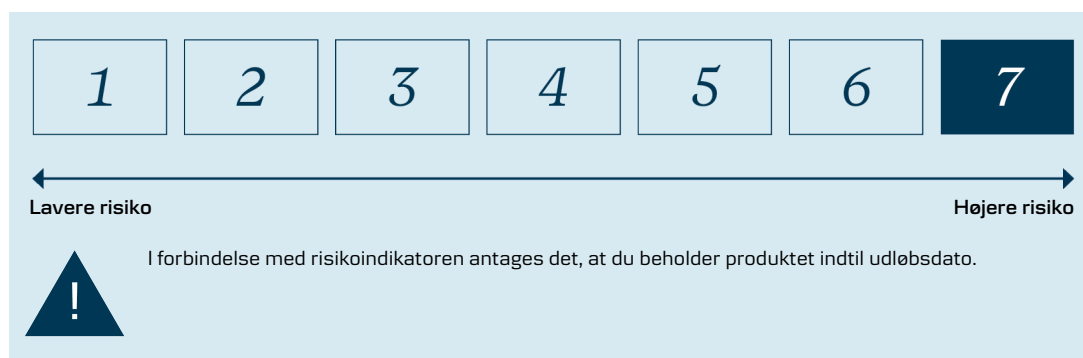 1 2 3 4 5 6 7
Lavere risiko Højere risiko
I forbindelse med risikoindikatoren antages det, at du beholder produktet indtil udløbsdato.
!